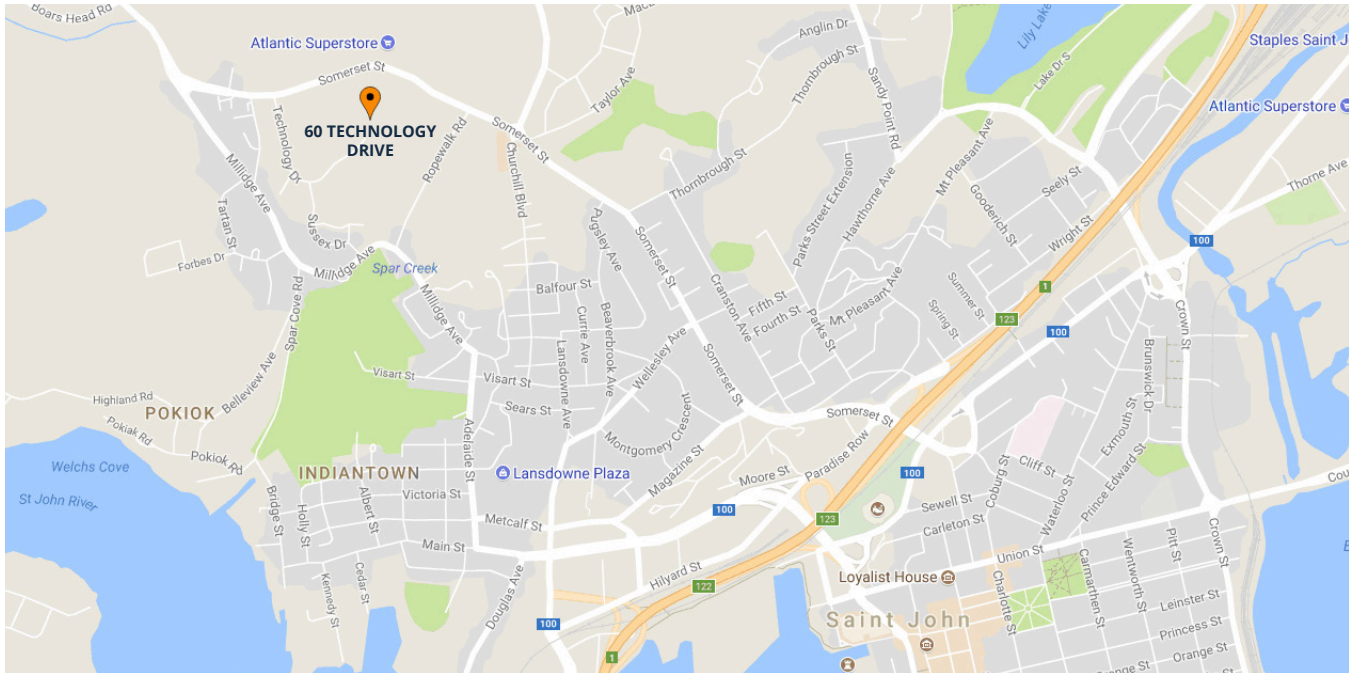 Boars Head Rd
Atlantic Superstore
Somerset St
60 TECHNOLOGY
DRIVE
Technology Dr
Ropewalk Rd
Millidge Ave
Tartan St
Sussex Dr
Forbes Dr
Millidge Ave
Spar Creek
Millidge Ave
Spar Cove Rd
Belleview Ave
Highland Rd
POKIOK
Pokiak Rd
Pokiok Rd
Welchs Cove
St John River
INDIANTOWN
Visart St
Visart St
Sears St
Adelaide St
Victoria St
Albert St
Holly St
Bridge St
Main St
Metcalf St
Cedar St
Kennedy St
Douglas Ave
Lansdowne Plaza
Churchill Blvd
Somerset St
Taylor Ave
Anglin Dr
Thornbrough St
Thornbrough St
Sandy Point Rd
Lily Lake
Lake Dr S
Staples Saint J
Atlantic Superstore
Thorne Ave
Mt Pleasant Ave
Gooderich St
Seely St
Wright St
Hawthorne Ave
Parks Street Extension
Pugsley Ave
Somerset St
Cranston Ave
Balfour St
Currie Ave
Beaverbrook Ave
Lansdowne Ave
Wellesley Ave
Fifth St
Fourth St
Parks St
Mt Pleasant Ave
Summer St
Spring St
Somerset St
Somerset St
Montgomery Crescent
Magazine St
Moore St
Paradise Row
Hilyard St
100
1
123
100
100
100
123
122
100
1
Crown St
Brunswick Dr
Exmouth St
Prince Edward St
Waterloo St
Cliff St
Coburg St
Sewell St
Carleton St
Union St
Loyalist House
Saint John
Charlotte St
Carmarthen St
Wentworth St
Pitt St
Crown St
Leinster St
Princess St
Orange St
Orange St
Cou